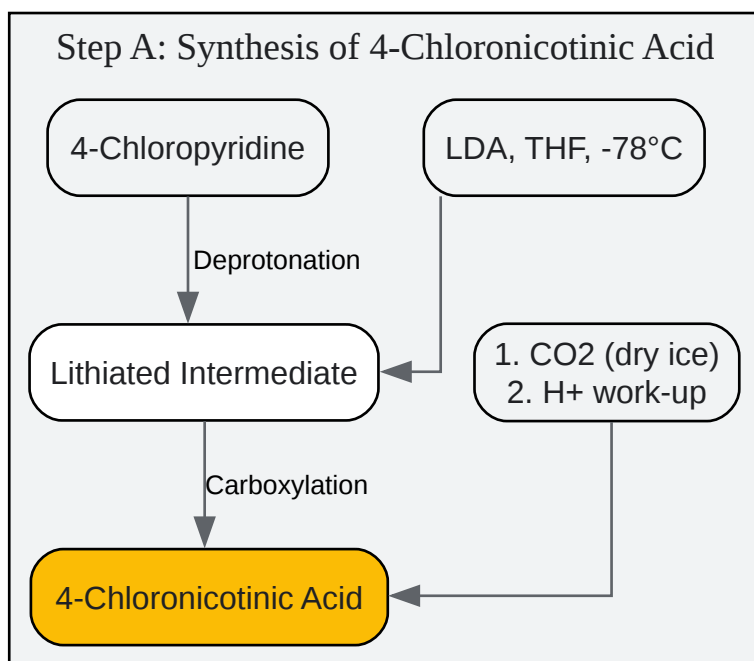 Step A: Synthesis of 4-Chloronicotinic Acid
4-Chloropyridine
LDA, THF, -78°C
Deprotonation
Lithiated Intermediate
1. CO2 (dry ice)
2. H+ work-up
Carboxylation
4-Chloronicotinic Acid